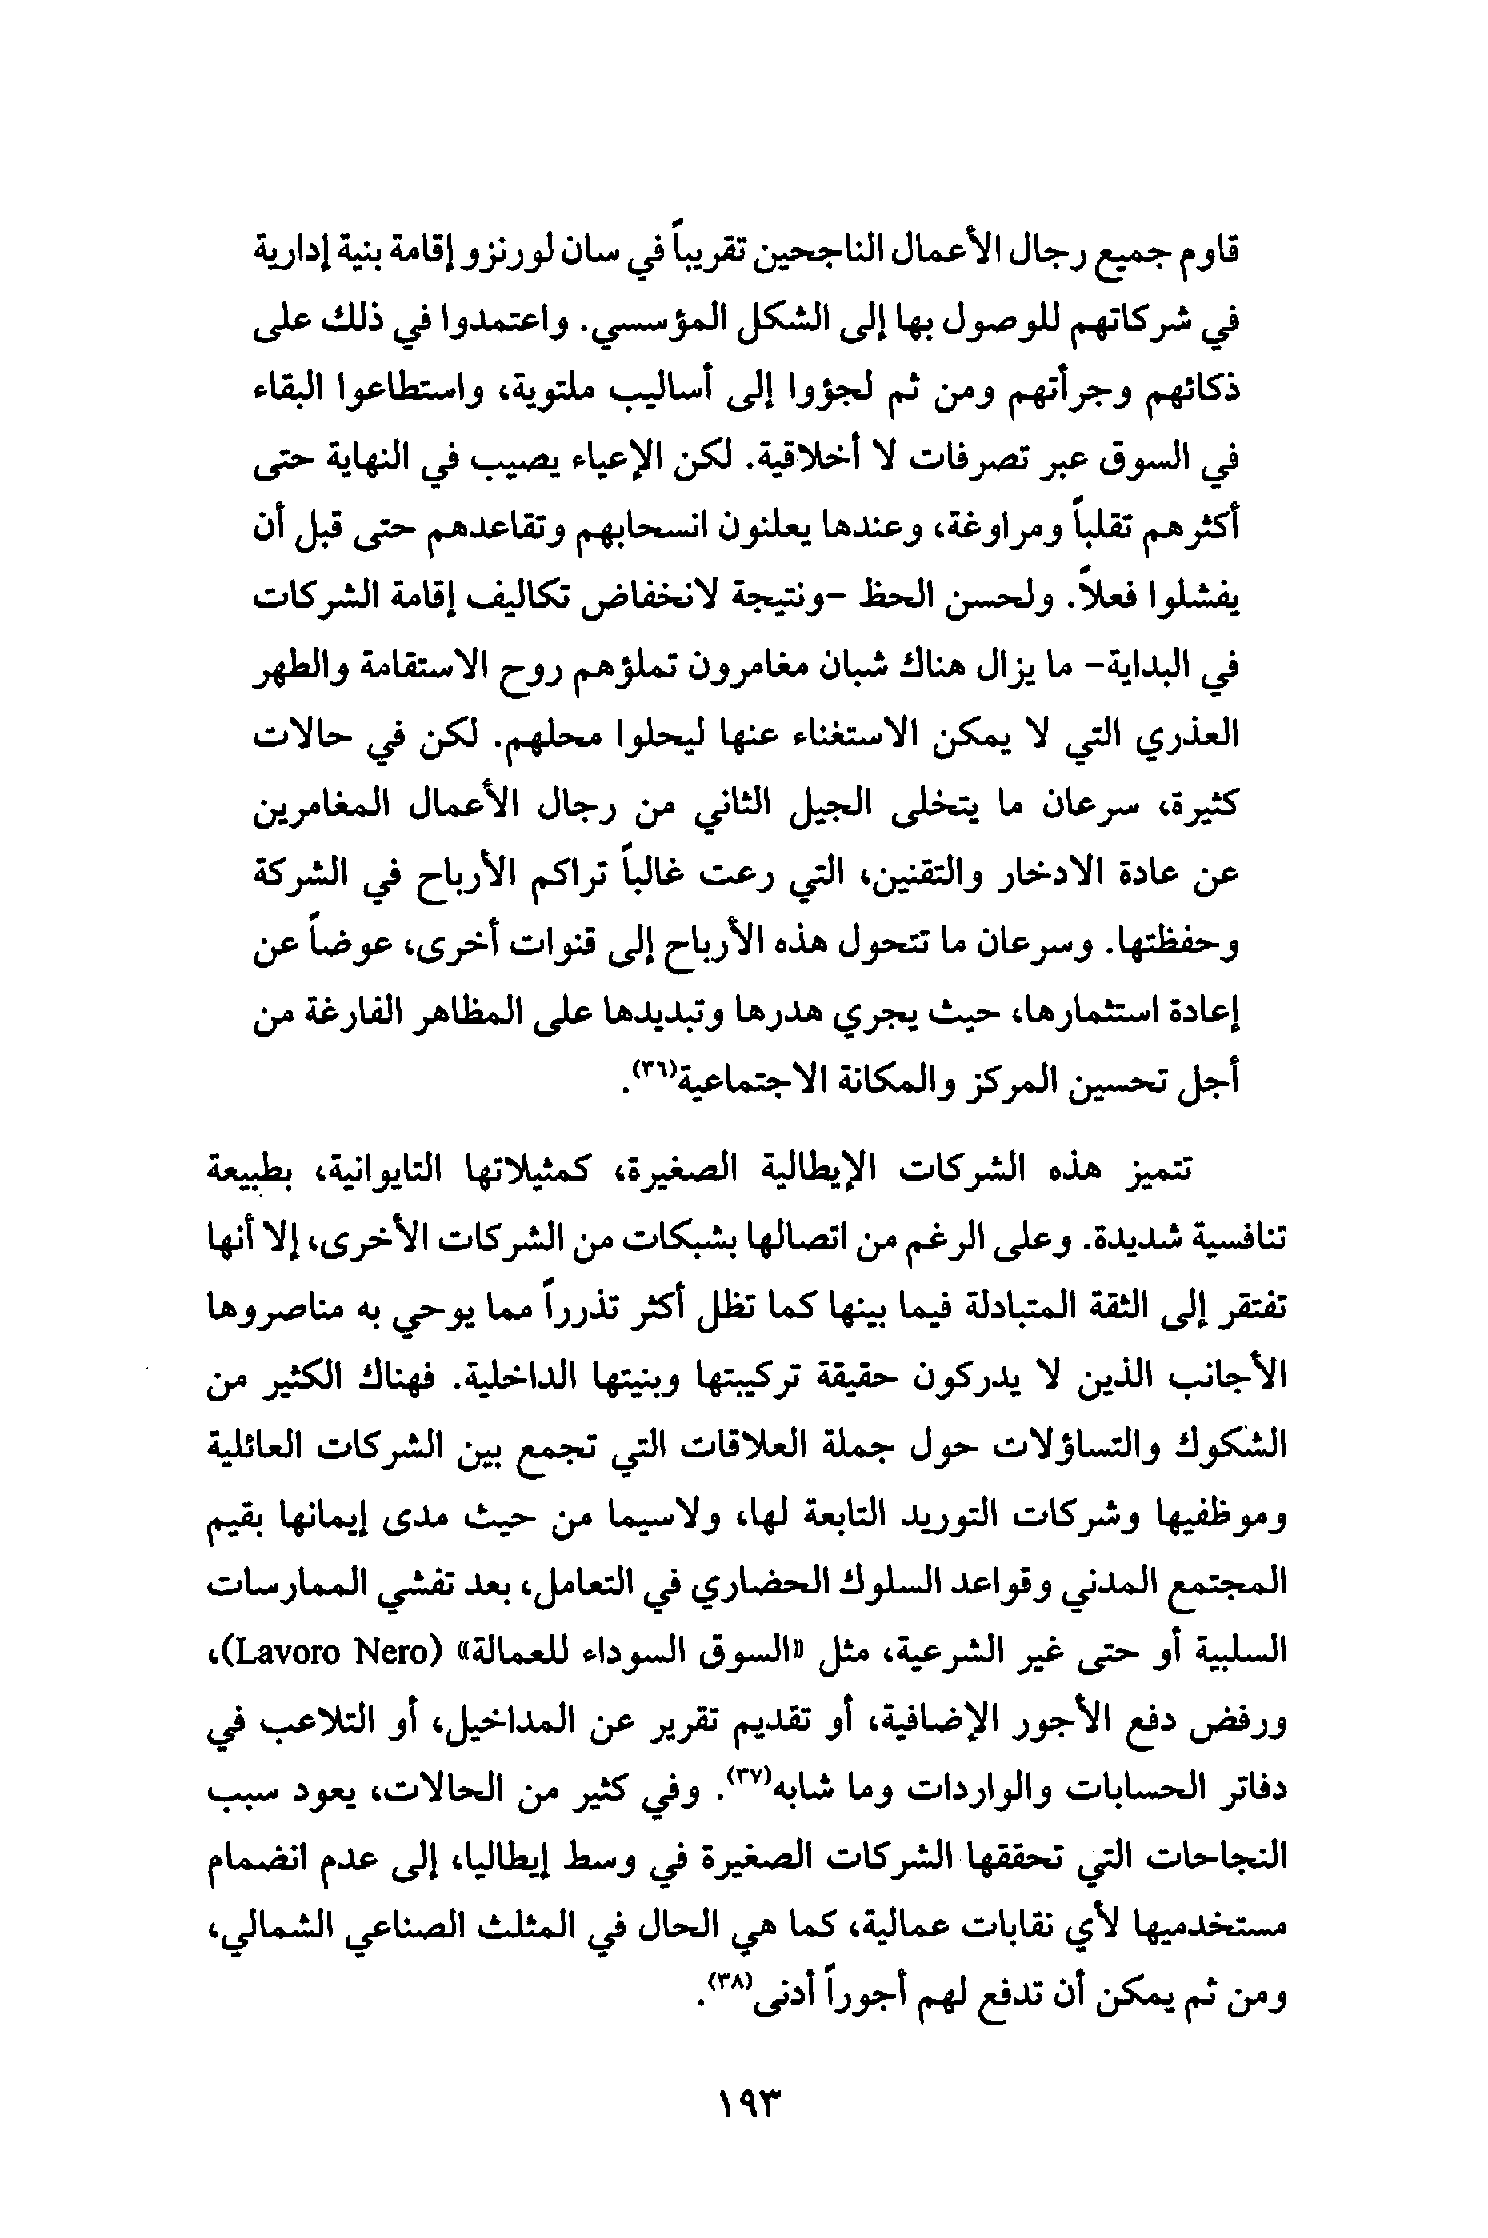 قاوم جميع رجال الأعمال الناجحين تقريباً في سان لورنزو إقامة بنية إدارية
في شركاتهم للوصول بها إلى الشكل المؤسسي. واعتمدوا في ذلك على
ذكائهم وجرأتهم ومن ثم لجؤوا إلى أساليب ملتوية، واستطاعوا البقاء
في السوق عبر تصرفات لا أخلاقية. لكن الإعياء يصيب في النهاية حتى
أكثرهم تقلباً ومراوغة، وعندها يعلنون انسحابهم وتقاعدهم حتى قبل أن
يفشلوا فعلاً. ولحسن الحظ -ونتيجة لانخفاض تكاليف إقامة الشركات
في البداية- ما يزال هناك شبان مغامرون تملؤهم روح الاستقامة والطهر
العذري التي لا يمكن الاستغناء عنها ليحلوا محلهم. لكن في حالات
كثيرة، سرعان ما يتخلى الجيل الثاني من رجال الأعمال المغامرين
عن عادة الادخار والتقنين، التي رعت غالباً تراكم الأرباح في الشركة
وحفظتها. وسرعان ما تتحول هذه الأرباح إلى قنوات أخرى، عوضاً عن
إعادة استثمارها، حيث يجري هدرها وتبديدها على المظاهر الفارغة من
أجل تحسين المركز والمكانة الاجتماعية(٣٦).
تتميز هذه الشركات الإيطالية الصغيرة، كمثيلاتها التايوانية، بطبيعة
تنافسية شديدة. وعلى الرغم من اتصالها بشبكات من الشركات الأخرى، إلا أنها
تفتقر إلى الثقة المتبادلة فيما بينها كما تظل أكثر تذرراً مما يوحي به مناصروها
الأجانب الذين لا يدركون حقيقة تركيبتها وبنيتها الداخلية. فهناك الكثير من
الشكوك والتساؤلات حول جملة العلاقات التي تجمع بين الشركات العائلية
وموظفيها وشركات التوريد التابعة لها، ولاسيما من حيث مدى إيمانها بقيم
المجتمع المدني وقواعد السلوك الحضاري في التعامل، بعد تفشي الممارسات
السلبية أو حتى غير الشرعية، مثل «السوق السوداء للعمالة» (Lavoro Nero)،
ورفض دفع الأجور الإضافية، أو تقديم تقرير عن المداخيل، أو التلاعب في
دفاتر الحسابات والواردات وما شابه(٣٧). وفي كثير من الحالات، يعود سبب
النجاحات التي تحققها الشركات الصغيرة في وسط إيطاليا، إلى عدم انضمام
مستخدميها لأي نقابات عمالية، كما هي الحال في المثلث الصناعي الشمالي،
ومن ثم يمكن أن تدفع لهم أجوراً أدنى(٣٨).
١٩٣